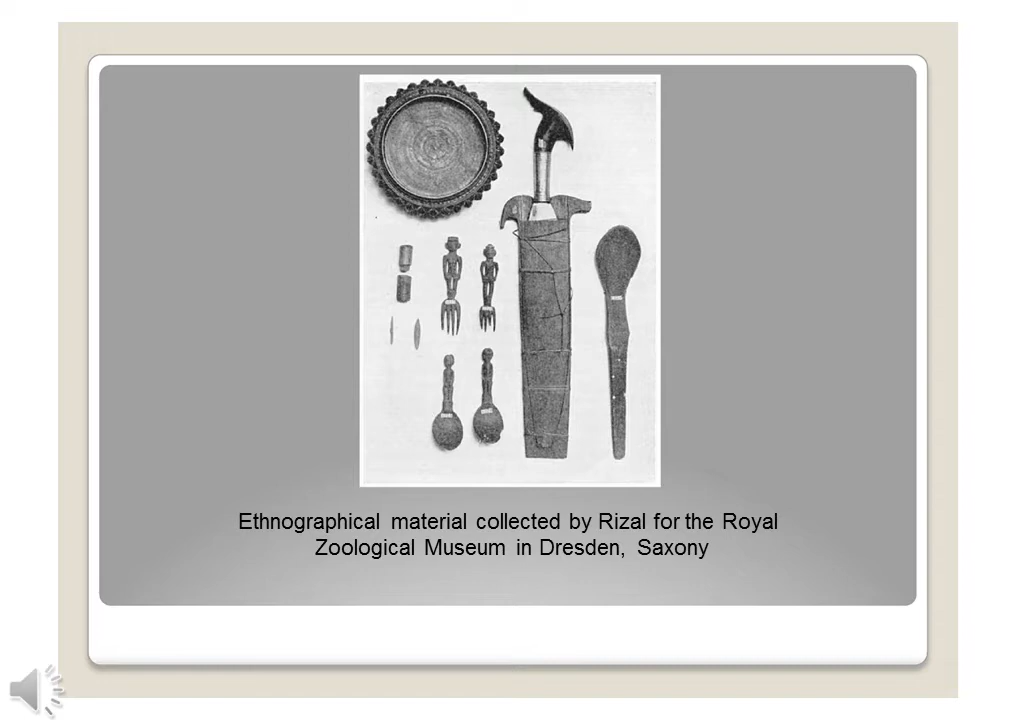 Ethnographical material collected by Rizal for the Royal
Zoological Museum in Dresden, Saxony